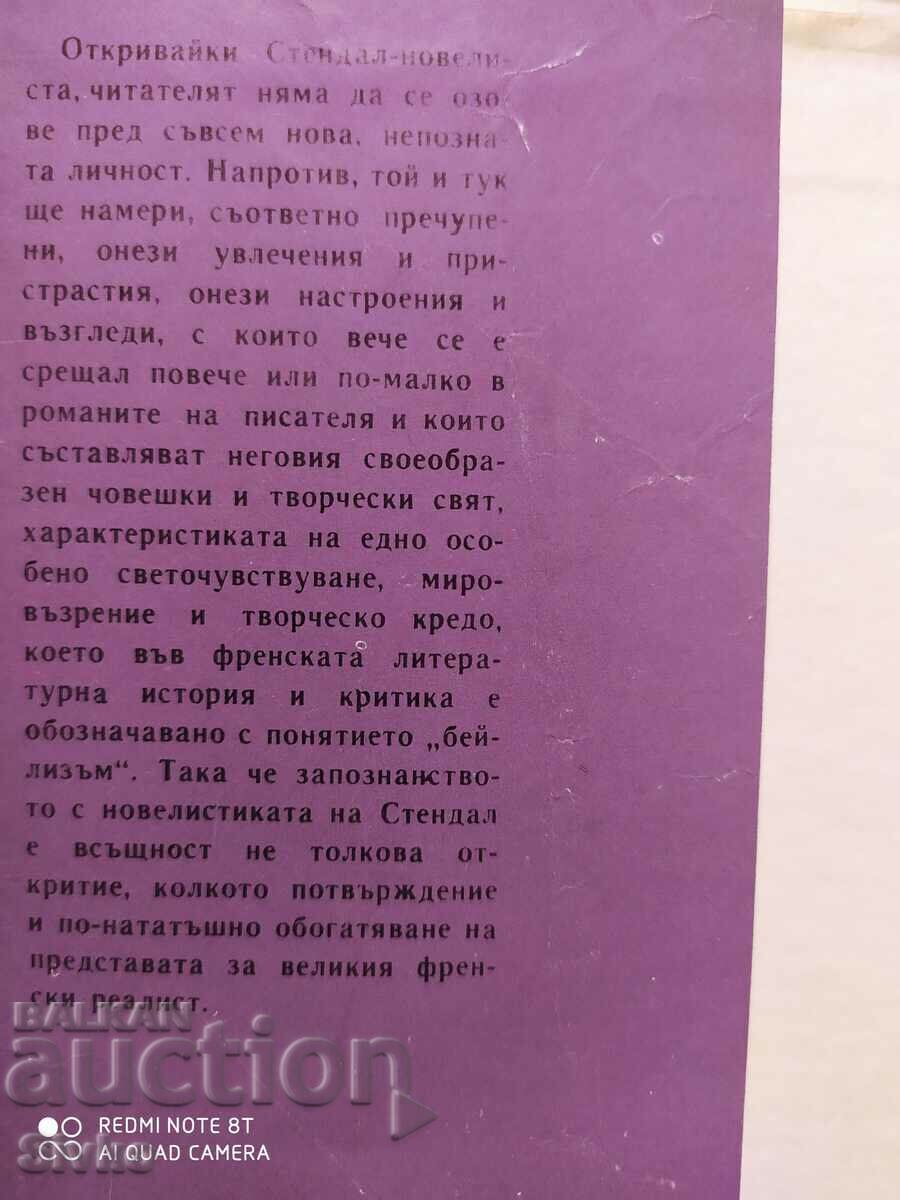 Откривайки Стендал-новели-
ста, читателят няма да се озо-
ве пред съвсем нова, непозна-
та личност. Напротив, той и тук
ще намери, съответно пречупе-
ни, онези увлечения и при-
страстия, онези настроения и
възгледи, с които вече се е
срещал повече или по-малко в
романите на писателя и които
съставляват неговия своеобра-
зен човешки и творчески свят,
характеристиката на едно осо-
бено светочувствуване, миро-
възрение и творческо кредо,
което във френската литера-
турна история и критика е
обозначавано с понятието „бей-
лизъм“. Така че запознанство-
то с новелистиката на Стендал
е всъщност не толкова от-
критие, колкото потвърждение
и по-нататъшно обогатяване на
представата за великия френ-
ски реалист.
BALKAN
auction
REDMI NOTE 8T
AI QUAD CAMERA